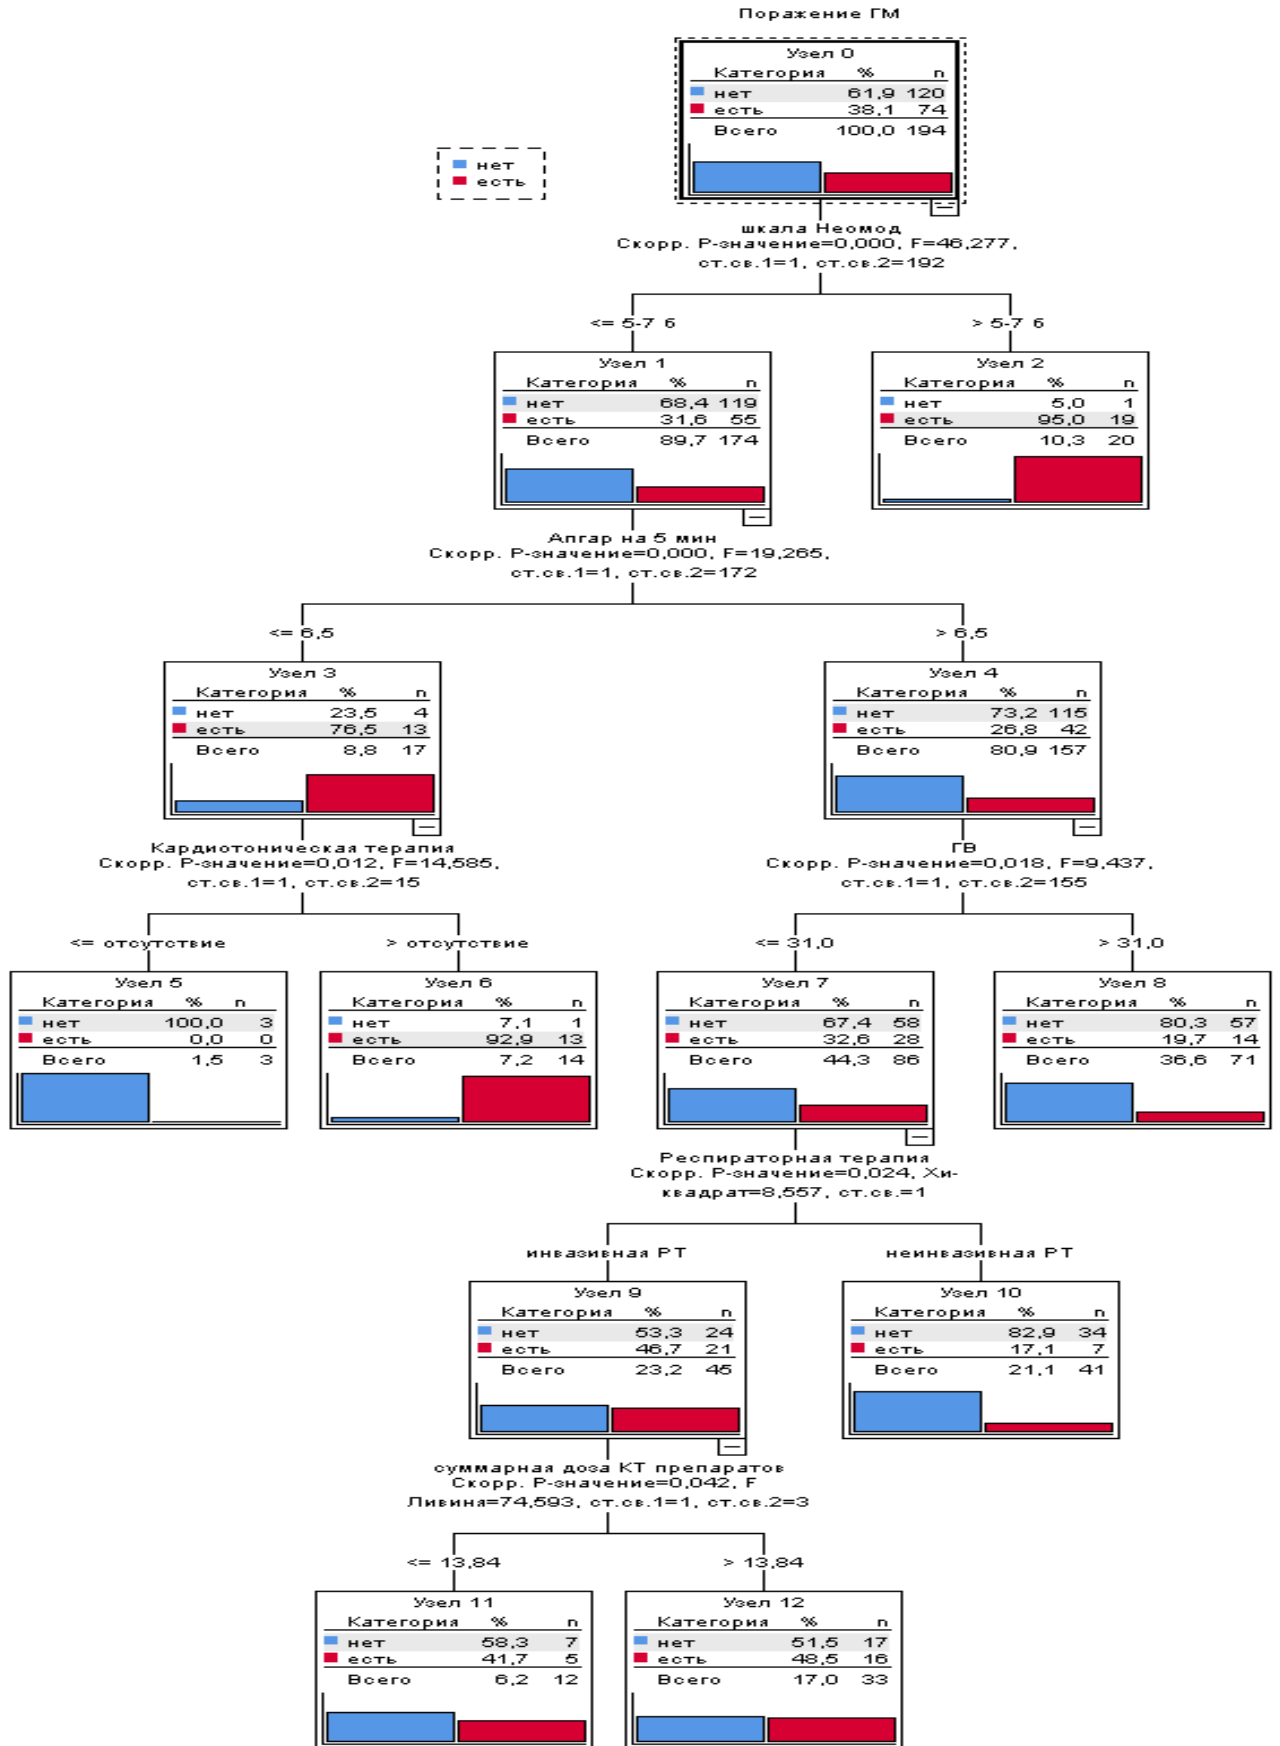 Поражение ГМ
Узел 0
Категория % n
нет 61,9 120
есть 38,1 74
Всего 100,0 194
нет
есть
шкала Неомод
Скорр. Р-значение=0,000, F=46,277,
ст.св.1=1, ст.св.2=192
<= 5-7 б
> 5-7 б
Узел 1
Категория % n
нет 68,4 119
есть 31,6 55
Всего 89,7 174
Узел 2
Категория % n
нет 5,0 1
есть 95,0 19
Всего 10,3 20
Апгар на 5 мин
Скорр. Р-значение=0,000, F=19,265,
ст.св.1=1, ст.св.2=172
<= 6,5
> 6,5
Узел 3
Категория % n
нет 23,5 4
есть 76,5 13
Всего 8,8 17
Узел 4
Категория % n
нет 73,2 115
есть 26,8 42
Всего 80,9 157
Кардиотоническая терапия
Скорр. Р-значение=0,012, F=14,585,
ст.св.1=1, ст.св.2=15
ГВ
Скорр. Р-значение=0,018, F=9,437,
ст.св.1=1, ст.св.2=155
<= отсутствие
> отсутствие
<= 31,0
> 31,0
Узел 5
Категория % n
нет 100,0 3
есть 0,0 0
Всего 1,5 3
Узел 6
Категория % n
нет 7,1 1
есть 92,9 13
Всего 7,2 14
Узел 7
Категория % n
нет 67,4 58
есть 32,6 28
Всего 44,3 86
Узел 8
Категория % n
нет 80,3 57
есть 19,7 14
Всего 36,6 71
Респираторная терапия
Скорр. Р-значение=0,024, Хи-
квадрат=8,557, ст.св.=1
инвазивная РТ
неинвазивная РТ
Узел 9
Категория % n
нет 53,3 24
есть 46,7 21
Всего 23,2 45
Узел 10
Категория % n
нет 82,9 34
есть 17,1 7
Всего 21,1 41
суммарная доза КТ препаратов
Скорр. Р-значение=0,042, F
Ливиня=74,593, ст.св.1=1, ст.св.2=3
<= 13,84
> 13,84
Узел 11
Категория % n
нет 58,3 7
есть 41,7 5
Всего 6,2 12
Узел 12
Категория % n
нет 51,5 17
есть 48,5 16
Всего 17,0 33